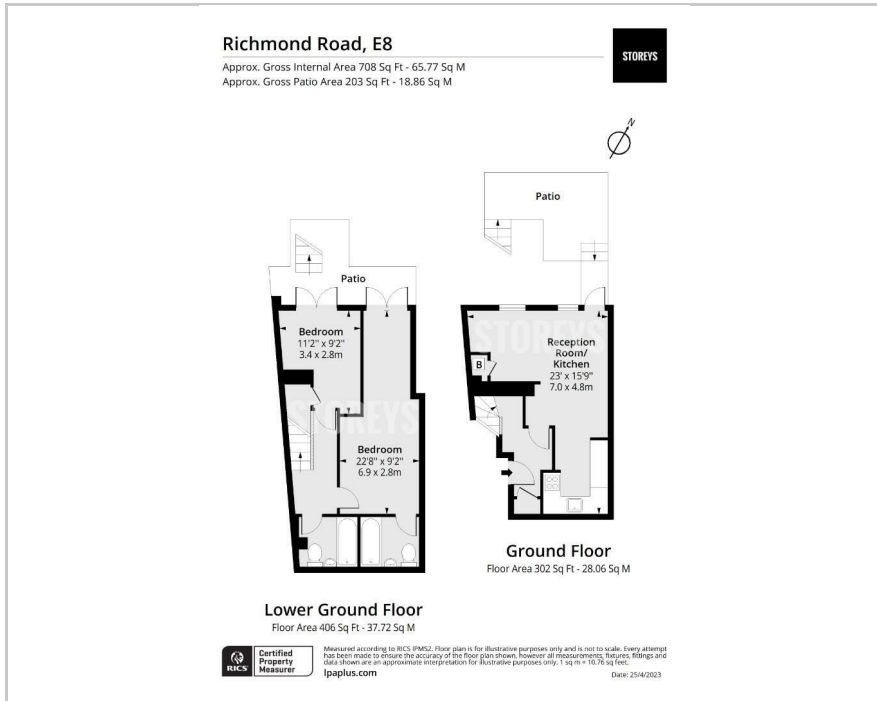 Richmond Road, E8
Approx. Gross Internal Area 708 Sq Ft - 65.77 Sq M
Approx. Gross Patio Area 203 Sq Ft - 18.86 Sq M
STOREYS
N
Patio
Patio
Bedroom
11'2" x 9'2"
3.4 x 2.8m
STOREYS
Bedroom
22'8" x 9'2"
6.9 x 2.8m
Lower Ground Floor
Floor Area 406 Sq Ft - 37.72 Sq M
STOREYS
Reception
Room/
Kitchen
23' x 15'9"
7.0 x 4.8m
B
Ground Floor
Floor Area 302 Sq Ft - 28.06 Sq M
RICS
Certified
Property
Measurer
Measured according to RICS IPMS2. Floor plan is for illustrative purposes only and is not to scale. Every attempt
has been made to ensure the accuracy of the floor plan shown, however all measurements, fixtures, fittings and
data shown are an approximate interpretation for illustrative purposes only. 1 sq m = 10.76 sq feet.
lpaplus.com
Date: 25/4/2023